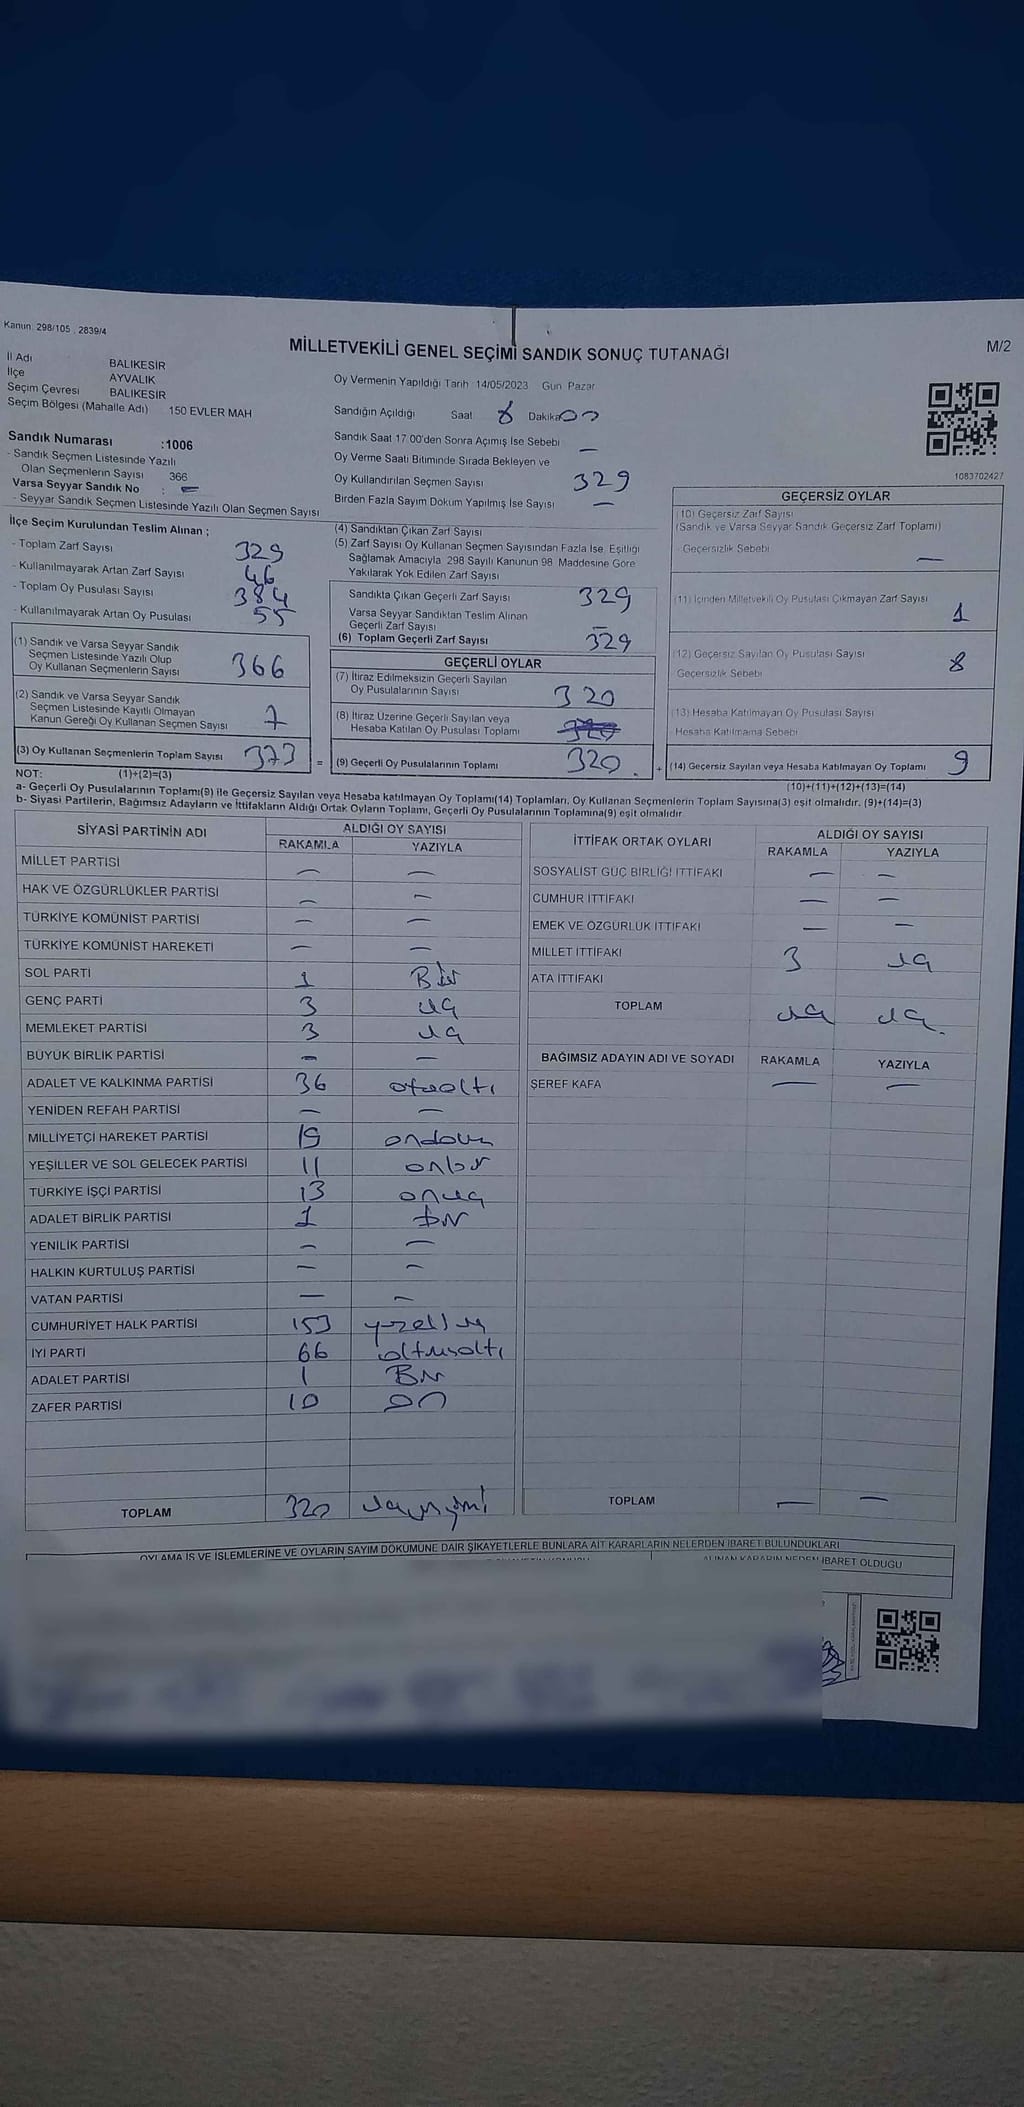 Kanun 298/105 , 2839/4
MİLLETVEKİLİ GENEL SEÇİMİ SANDIK SONUÇ TUTANAĞI
M/2
İl Adı BALIKESİR
İlçe AYVALIK
Seçim Çevresi BALIKESİR
Seçim Bölgesi (Mahalle Adı) 150 EVLER MAH
Sandık Numarası :1006
- Sandık Seçmen Listesinde Yazılı
Olan Seçmenlerin Sayısı 366
Varsa Seyyar Sandık No : -
- Seyyar Sandık Seçmen Listesinde Yazılı Olan Seçmen Sayısı
İlçe Seçim Kurulundan Teslim Alınan ;
- Toplam Zarf Sayısı 329
- Kullanılmayarak Artan Zarf Sayısı 46
- Toplam Oy Pusulası Sayısı 384
- Kullanılmayarak Artan Oy Pusulası 55
(1) Sandık ve Varsa Seyyar Sandık
Seçmen Listesinde Yazılı Olup
Oy Kullanan Seçmenlerin Sayısı 366
(2) Sandık ve Varsa Seyyar Sandık
Seçmen Listesinde Kayıtlı Olmayan
Kanun Gereği Oy Kullanan Seçmen Sayısı 7
(3) Oy Kullanan Seçmenlerin Toplam Sayısı 373 =
Oy Vermenin Yapıldığı Tarih 14/05/2023 Gün Pazar
Sandığın Açıldığı Saat 8 Dakika 00
Sandık Saat 17.00'den Sonra Açımış İse Sebebi -
Oy Verme Saati Bitiminde Sırada Bekleyen ve
Oy Kullandırılan Seçmen Sayısı 329
Birden Fazla Sayım Döküm Yapılmış İse Sayısı -
(4) Sandıktan Çıkan Zarf Sayısı
(5) Zarf Sayısı Oy Kullanan Seçmen Sayısından Fazla İse, Eşitliği
Sağlamak Amacıyla 298 Sayılı Kanunun 98 Maddesine Göre
Yakılarak Yok Edilen Zarf Sayısı
Sandıkta Çıkan Geçerli Zarf Sayısı 329
Varsa Seyyar Sandıktan Teslim Alınan
Geçerli Zarf Sayısı -
(6) Toplam Geçerli Zarf Sayısı 329
GEÇERLİ OYLAR
(7) İtiraz Edilmeksizin Geçerli Sayılan
Oy Pusulalarının Sayısı 320
(8) İtiraz Üzerine Geçerli Sayılan veya
Hesaba Katılan Oy Pusulası Toplamı
(9) Geçerli Oy Pusulalarının Toplamı 320 . +
1083702427
GEÇERSİZ OYLAR
(10) Geçersiz Zarf Sayısı
(Sandık ve Varsa Seyyar Sandık Geçersiz Zarf Toplamı)
Geçersizlik Sebebi -
(11) İçinden Milletvekili Oy Pusulası Çıkmayan Zarf Sayısı 1
(12) Geçersiz Sayılan Oy Pusulası Sayısı 8
Geçersizlik Sebebi
(13) Hesaba Katılmayan Oy Pusulası Sayısı
Hesaba Katılmama Sebebi
(14) Geçersiz Sayılan veya Hesaba Katılmayan Oy Toplamı 9
NOT: (1)+(2)=(3)
(10)+(11)+(12)+(13)=(14)
a- Geçerli Oy Pusulalarının Toplamı(9) ile Geçersiz Sayılan veya Hesaba katılmayan Oy Toplamı(14) Toplamları, Oy Kullanan Seçmenlerin Toplam Sayısına(3) eşit olmalıdır. (9)+(14)=(3)
b- Siyasi Partilerin, Bağımsız Adayların ve İttifakların Aldığı Ortak Oyların Toplamı, Geçerli Oy Pusulalarının Toplamına(9) eşit olmalıdır
SİYASİ PARTİNİN ADI ALDIĞI OY SAYISI
RAKAMLA YAZIYLA
MİLLET PARTİSİ - -
HAK VE ÖZGÜRLÜKLER PARTİSİ - -
TÜRKİYE KOMÜNİST PARTİSİ - -
TÜRKİYE KOMÜNİST HAREKETİ - -
SOL PARTİ 1 Bir
GENÇ PARTİ 3 üç
MEMLEKET PARTİSİ 3 üç
BÜYÜK BİRLİK PARTİSİ - -
ADALET VE KALKINMA PARTİSİ 36 otuzaltı
YENİDEN REFAH PARTİSİ - -
MİLLİYETÇİ HAREKET PARTİSİ 19 ondokuz
YEŞİLLER VE SOL GELECEK PARTİSİ 11 onbir
TÜRKİYE İŞÇİ PARTİSİ 13 onüç
ADALET BİRLİK PARTİSİ 1 bir
YENİLİK PARTİSİ - -
HALKIN KURTULUŞ PARTİSİ - -
VATAN PARTİSİ - -
CUMHURİYET HALK PARTİSİ 153 yüzelli üç
İYİ PARTİ 66 altmışaltı
ADALET PARTİSİ 1 Bir
ZAFER PARTİSİ 10 on
TOPLAM 320 üçyüzyirmi
İTTİFAK ORTAK OYLARI ALDIĞI OY SAYISI
RAKAMLA YAZIYLA
SOSYALİST GÜÇ BİRLİĞİ İTTİFAKI - -
CUMHUR İTTİFAKI - -
EMEK VE ÖZGÜRLÜK İTTİFAKI - -
MİLLET İTTİFAKI 3 üç
ATA İTTİFAKI
TOPLAM üç üç.
BAĞIMSIZ ADAYIN ADI VE SOYADI RAKAMLA YAZIYLA
ŞEREF KAFA - -
TOPLAM - -
OYLAMA İŞ VE İŞLEMLERİNE VE OYLARIN SAYIM DÖKÜMÜNE DAİR ŞİKAYETLERLE BUNLARA AİT KARARLARIN NELERDEN İBARET BULUNDUKLARI
ALINAN KARARIN NEDEN İBARET OLDUĞU